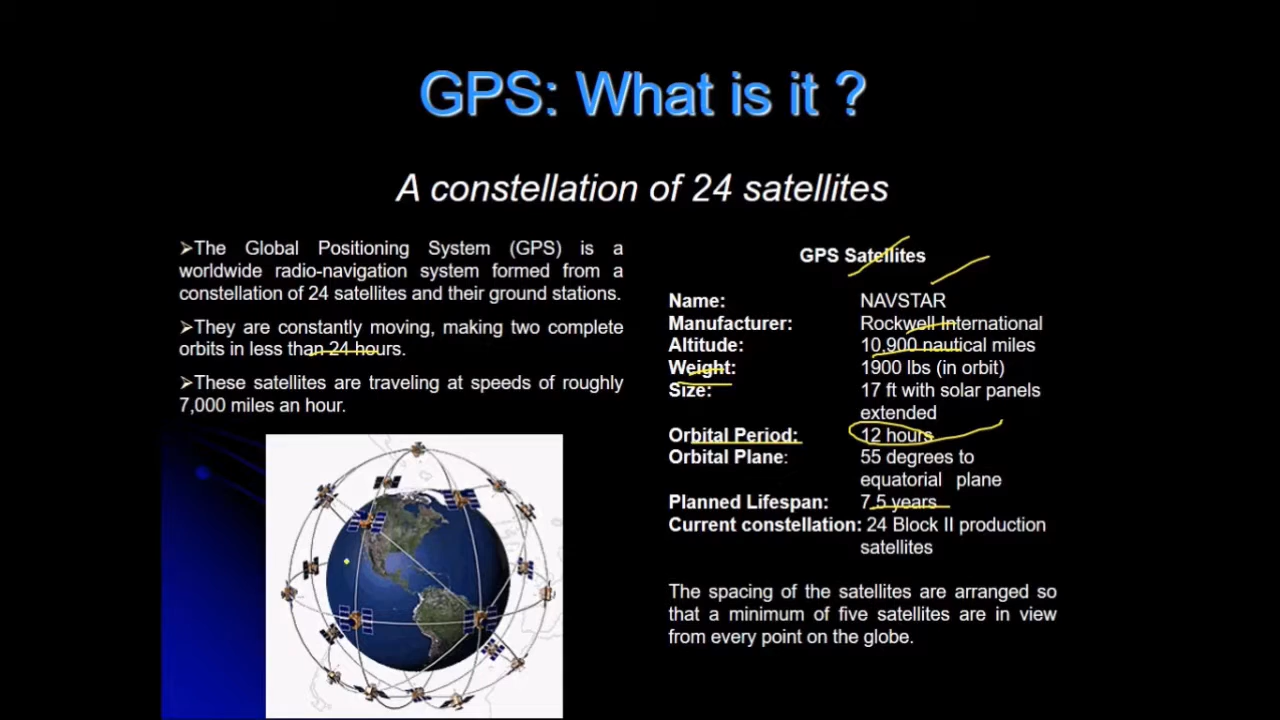 GPS: What is it ?
A constellation of 24 satellites
➢The Global Positioning System (GPS) is a
worldwide radio-navigation system formed from a
constellation of 24 satellites and their ground stations.
➢They are constantly moving, making two complete
orbits in less than 24 hours.
➢These satellites are traveling at speeds of roughly
7,000 miles an hour.
GPS Satellites
Name: NAVSTAR
Manufacturer: Rockwell International
Altitude: 10,900 nautical miles
Weight: 1900 lbs (in orbit)
Size: 17 ft with solar panels
extended
Orbital Period: 12 hours
Orbital Plane: 55 degrees to
equatorial plane
Planned Lifespan: 7.5 years
Current constellation: 24 Block II production
satellites
The spacing of the satellites are arranged so
that a minimum of five satellites are in view
from every point on the globe.